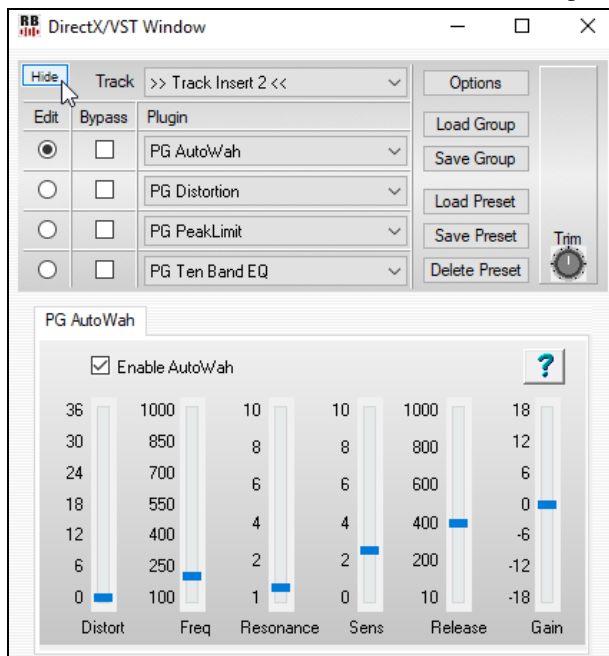 RB DirectX/VST Window
Hide Track >> Track Insert 2 << Options
Edit Bypass Plugin Load Group
PG AutoWah Save Group
PG Distortion Load Preset
PG PeakLimit Save Preset Trim
PG Ten Band EQ Delete Preset
PG AutoWah
Enable AutoWah ?
36 1000 10 10 1000 18
30 850 8 8 800 12
24 700 6 6 600 6
18 550 4 4 400 0
12 400 2 2 200 -6
6 250 1 0 10 -12
0 100 -18
Distort Freq Resonance Sens Release Gain